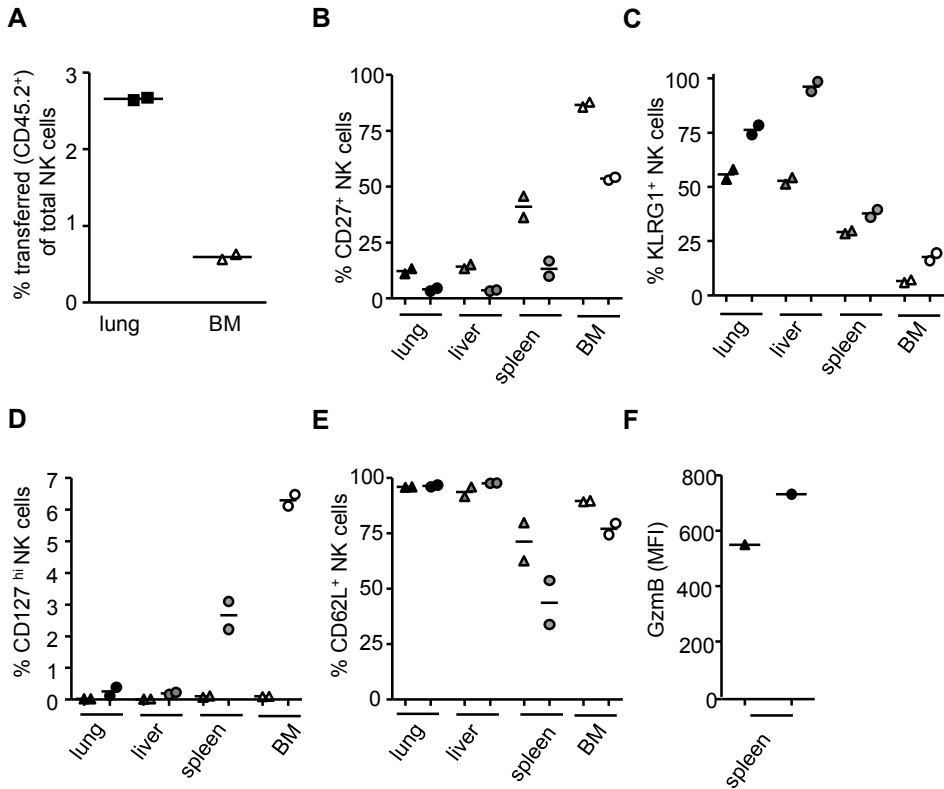 A
% transferred (CD45.2⁺)
of total NK cells
3
2
1
0
lung BM
B
% CD27⁺ NK cells
100
75
50
25
0
lung liver spleen BM
C
% KLRG1⁺ NK cells
100
75
50
25
0
lung liver spleen BM
D
% CD127 ʰⁱ NK cells
7
6
5
4
3
2
1
0
lung liver spleen BM
E
% CD62L⁺ NK cells
100
75
50
25
0
lung liver spleen BM
F
GzmB (MFI)
800
600
400
200
0
spleen